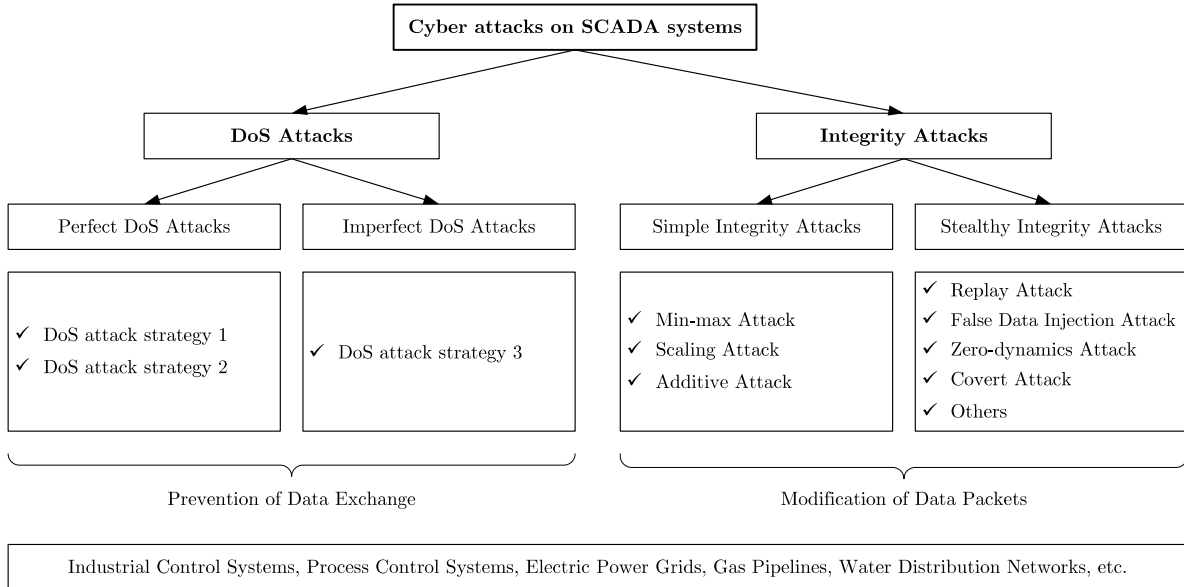 Cyber attacks on SCADA systems
DoS Attacks
Integrity Attacks
Perfect DoS Attacks
Imperfect DoS Attacks
Simple Integrity Attacks
Stealthy Integrity Attacks
✓ DoS attack strategy 1
✓ DoS attack strategy 2
✓ DoS attack strategy 3
✓ Min-max Attack
✓ Scaling Attack
✓ Additive Attack
✓ Replay Attack
✓ False Data Injection Attack
✓ Zero-dynamics Attack
✓ Covert Attack
✓ Others
Prevention of Data Exchange
Modification of Data Packets
Industrial Control Systems, Process Control Systems, Electric Power Grids, Gas Pipelines, Water Distribution Networks, etc.